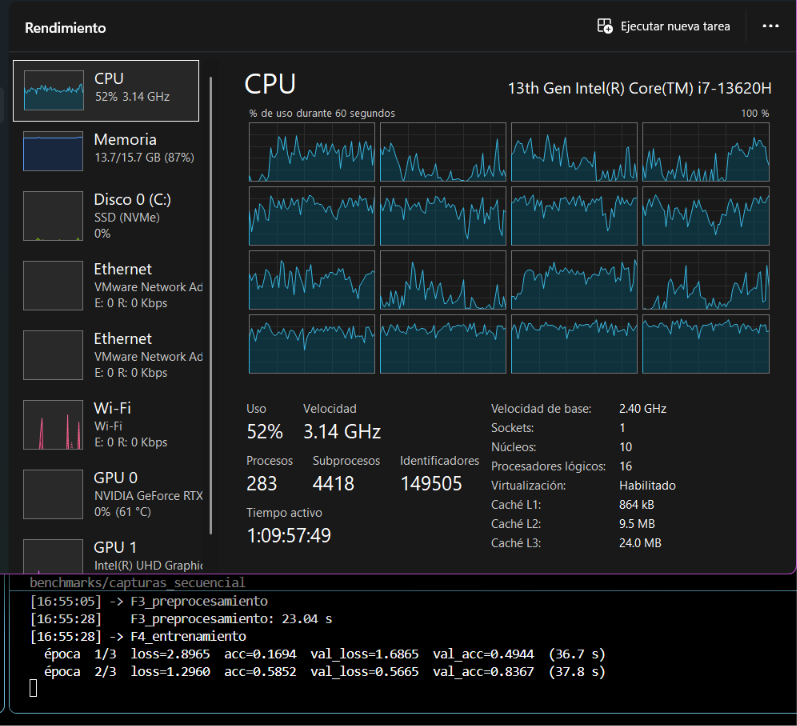 Rendimiento
Ejecutar nueva tarea
CPU
52% 3.14 GHz
Memoria
13.7/15.7 GB (87%)
Disco 0 (C:)
SSD (NVMe)
0%
Ethernet
VMware Network Ad
E: 0 R: 0 Kbps
Ethernet
VMware Network Ad
E: 0 R: 0 Kbps
Wi-Fi
Wi-Fi
E: 0 R: 0 Kbps
GPU 0
NVIDIA GeForce RTX
0% (61 °C)
GPU 1
Intel(R) UHD Graphic
CPU
13th Gen Intel(R) Core(TM) i7-13620H
% de uso durante 60 segundos
100 %
Uso
Velocidad
52%
3.14 GHz
Procesos
Subprocesos
Identificadores
283
4418
149505
Tiempo activo
1:09:57:49
Velocidad de base: 2.40 GHz
Sockets: 1
Núcleos: 10
Procesadores lógicos: 16
Virtualización: Habilitado
Caché L1: 864 kB
Caché L2: 9.5 MB
Caché L3: 24.0 MB
benchmarks/capturas_secuencial
[16:55:05] -> F3_preprocesamiento
[16:55:28]    F3_preprocesamiento: 23.04 s
[16:55:28] -> F4_entrenamiento
época  1/3  loss=2.8965  acc=0.1694  val_loss=1.6865  val_acc=0.4944  (36.7 s)
época  2/3  loss=1.2960  acc=0.5852  val_loss=0.5665  val_acc=0.8367  (37.8 s)